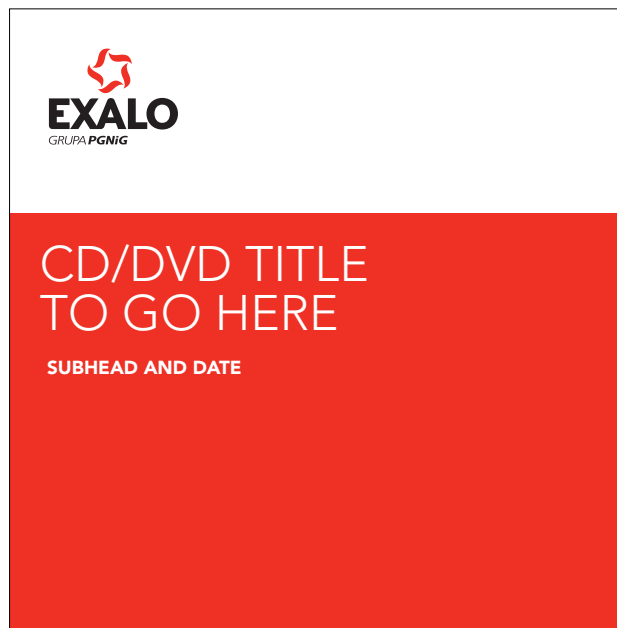 EXALO
GRUPA PGNiG
CD/DVD TITLE
TO GO HERE
SUBHEAD AND DATE